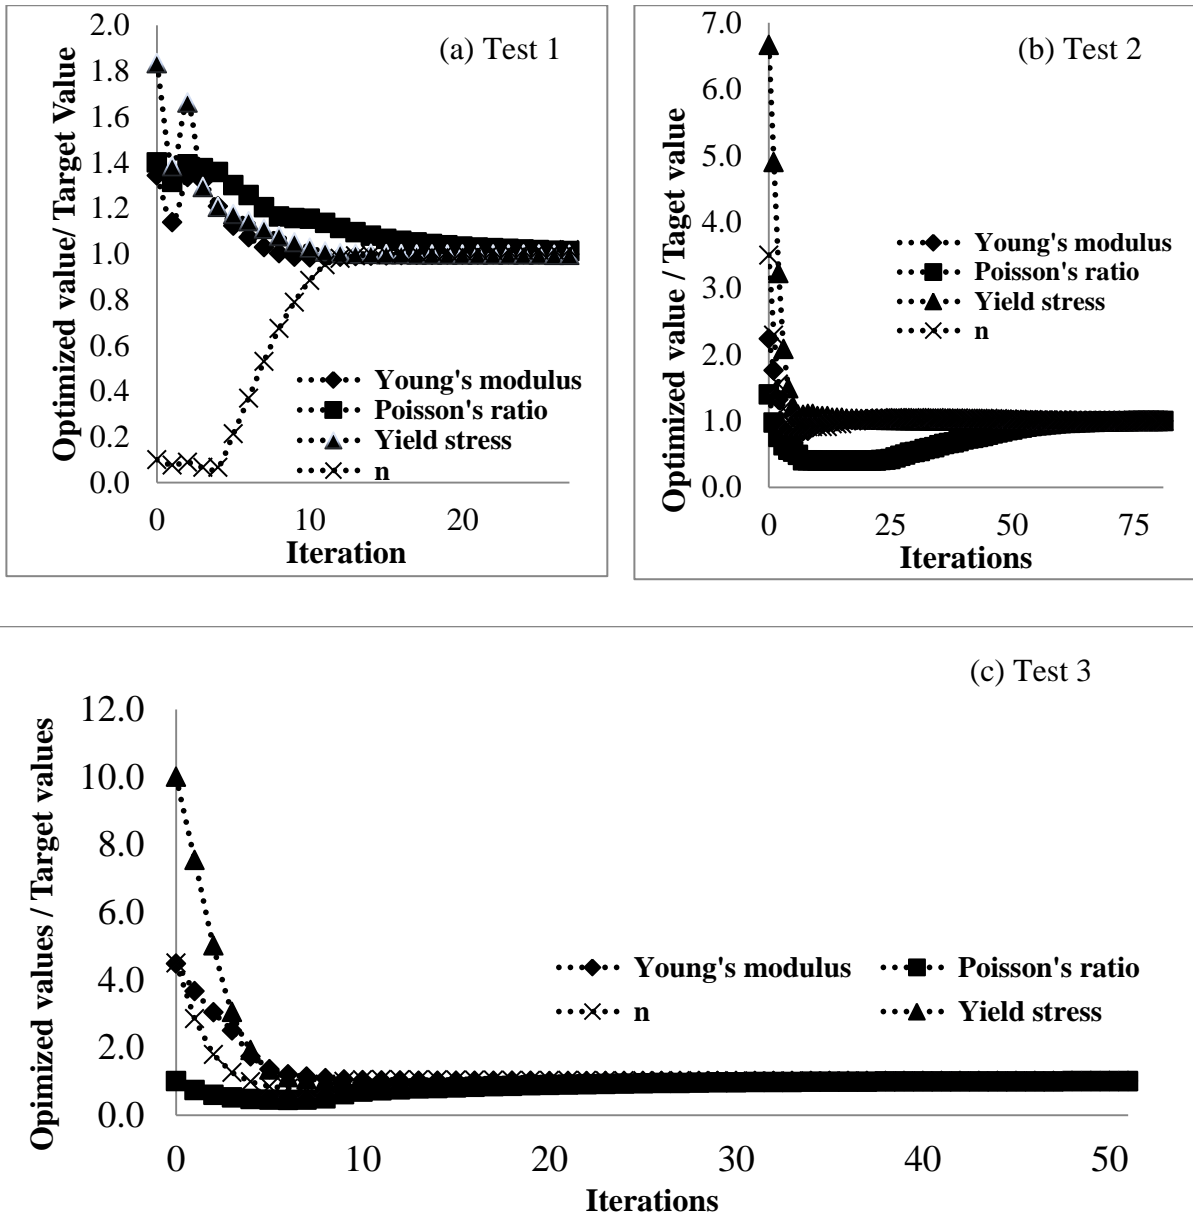 (a) Test 1
Optimized value/ Target Value
2.0
1.8
1.6
1.4
1.2
1.0
0.8
0.6
0.4
0.2
0.0
Young's modulus
Poisson's ratio
Yield stress
n
0 10 20
Iteration
(b) Test 2
Optimized value / Taget value
7.0
6.0
5.0
4.0
3.0
2.0
1.0
0.0
Young's modulus
Poisson's ratio
Yield stress
n
0 25 50 75
Iterations
(c) Test 3
Opimized values / Target values
12.0
10.0
8.0
6.0
4.0
2.0
0.0
Young's modulus Poisson's ratio
n Yield stress
0 10 20 30 40 50
Iterations